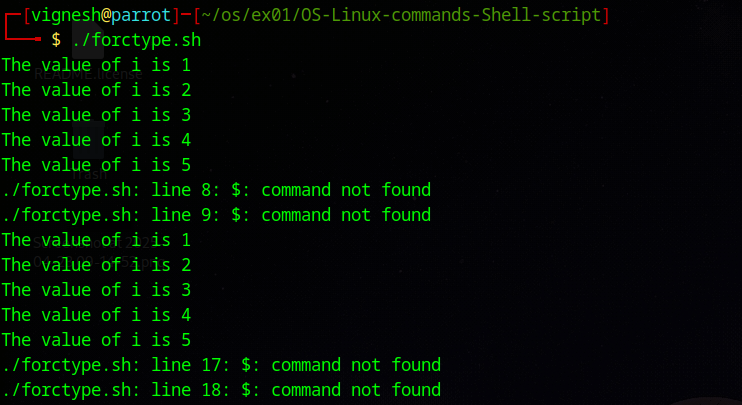 ┌─[vignesh@parrot]─[~/os/ex01/OS-Linux-commands-Shell-script]
└──╼ $ ./forctype.sh
The value of i is 1
README.license
The value of i is 2
The value of i is 3
The value of i is 4
The value of i is 5
Trash
./forctype.sh: line 8: $: command not found
./forctype.sh: line 9: $: command not found
The value of i is 1
The value of i is 2
The value of i is 3
The value of i is 4
The value of i is 5
./forctype.sh: line 17: $: command not found
./forctype.sh: line 18: $: command not found